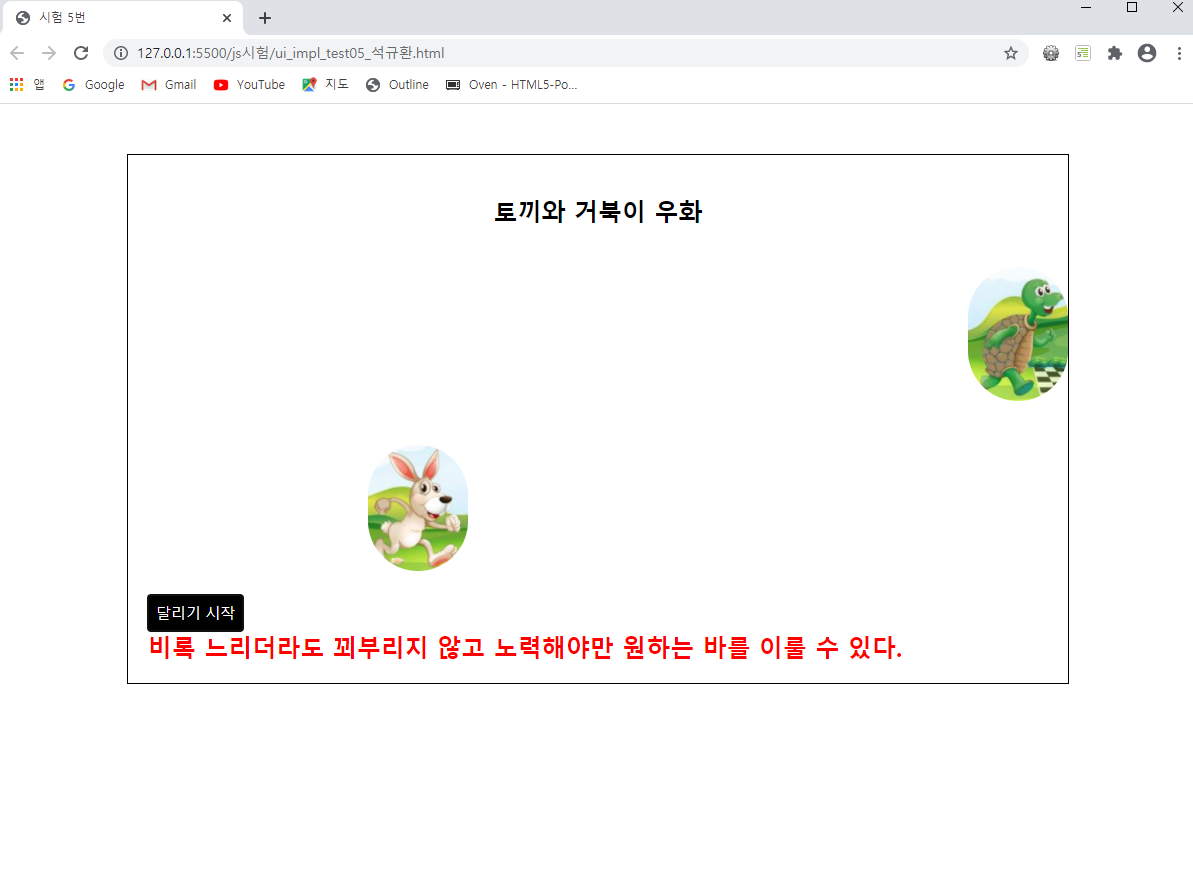 시험 5번
127.0.0.1:5500/js시험/ui_impl_test05_석규환.html
앱 Google Gmail YouTube 지도 Outline Oven - HTML5-Po...
토끼와 거북이 우화
달리기 시작
비록 느리더라도 꾀부리지 않고 노력해야만 원하는 바를 이룰 수 있다.